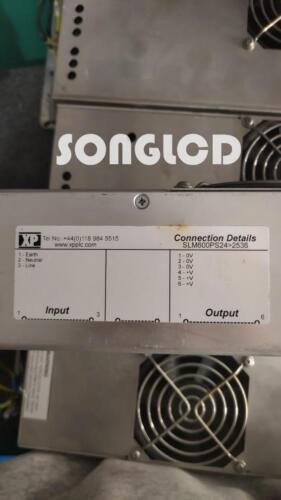 SONGLCD
XP
Tel No. +44(0)118 984 5515
www.xpplc.com
Connection Details
SLM600PS24>2536
1 - Earth
2 - Neutral
3 - Line
1 - 0V
2 - 0V
3 - 0V
4 - +V
5 - +V
6 - +V
Input
1
3
Output
1
6